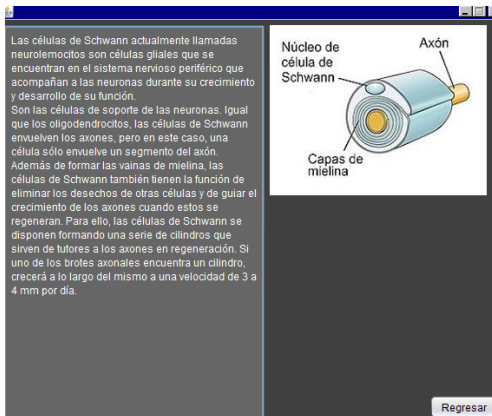 Las células de Schwann actualmente llamadas
neurolemocitos son células gliales que se
encuentran en el sistema nervioso periférico que
acompañan a las neuronas durante su crecimiento
y desarrollo de su función.
Son las células de soporte de las neuronas. Igual
que los oligodendrocitos, las células de Schwann
envuelven los axones, pero en este caso, una
célula sólo envuelve un segmento del axón.
Además de formar las vainas de mielina, las
células de Schwann también tienen la función de
eliminar los desechos de otras células y de guiar el
crecimiento de los axones cuando estos se
regeneran. Para ello, las células de Schwann se
disponen formando una serie de cilindros que
sirven de tutores a los axones en regeneración. Si
uno de los brotes axonales encuentra un cilindro,
crecerá a lo largo del mismo a una velocidad de 3 a
4 mm por día.
Núcleo de
célula de
Schwann
Axón
Capas de
mielina
Regresar